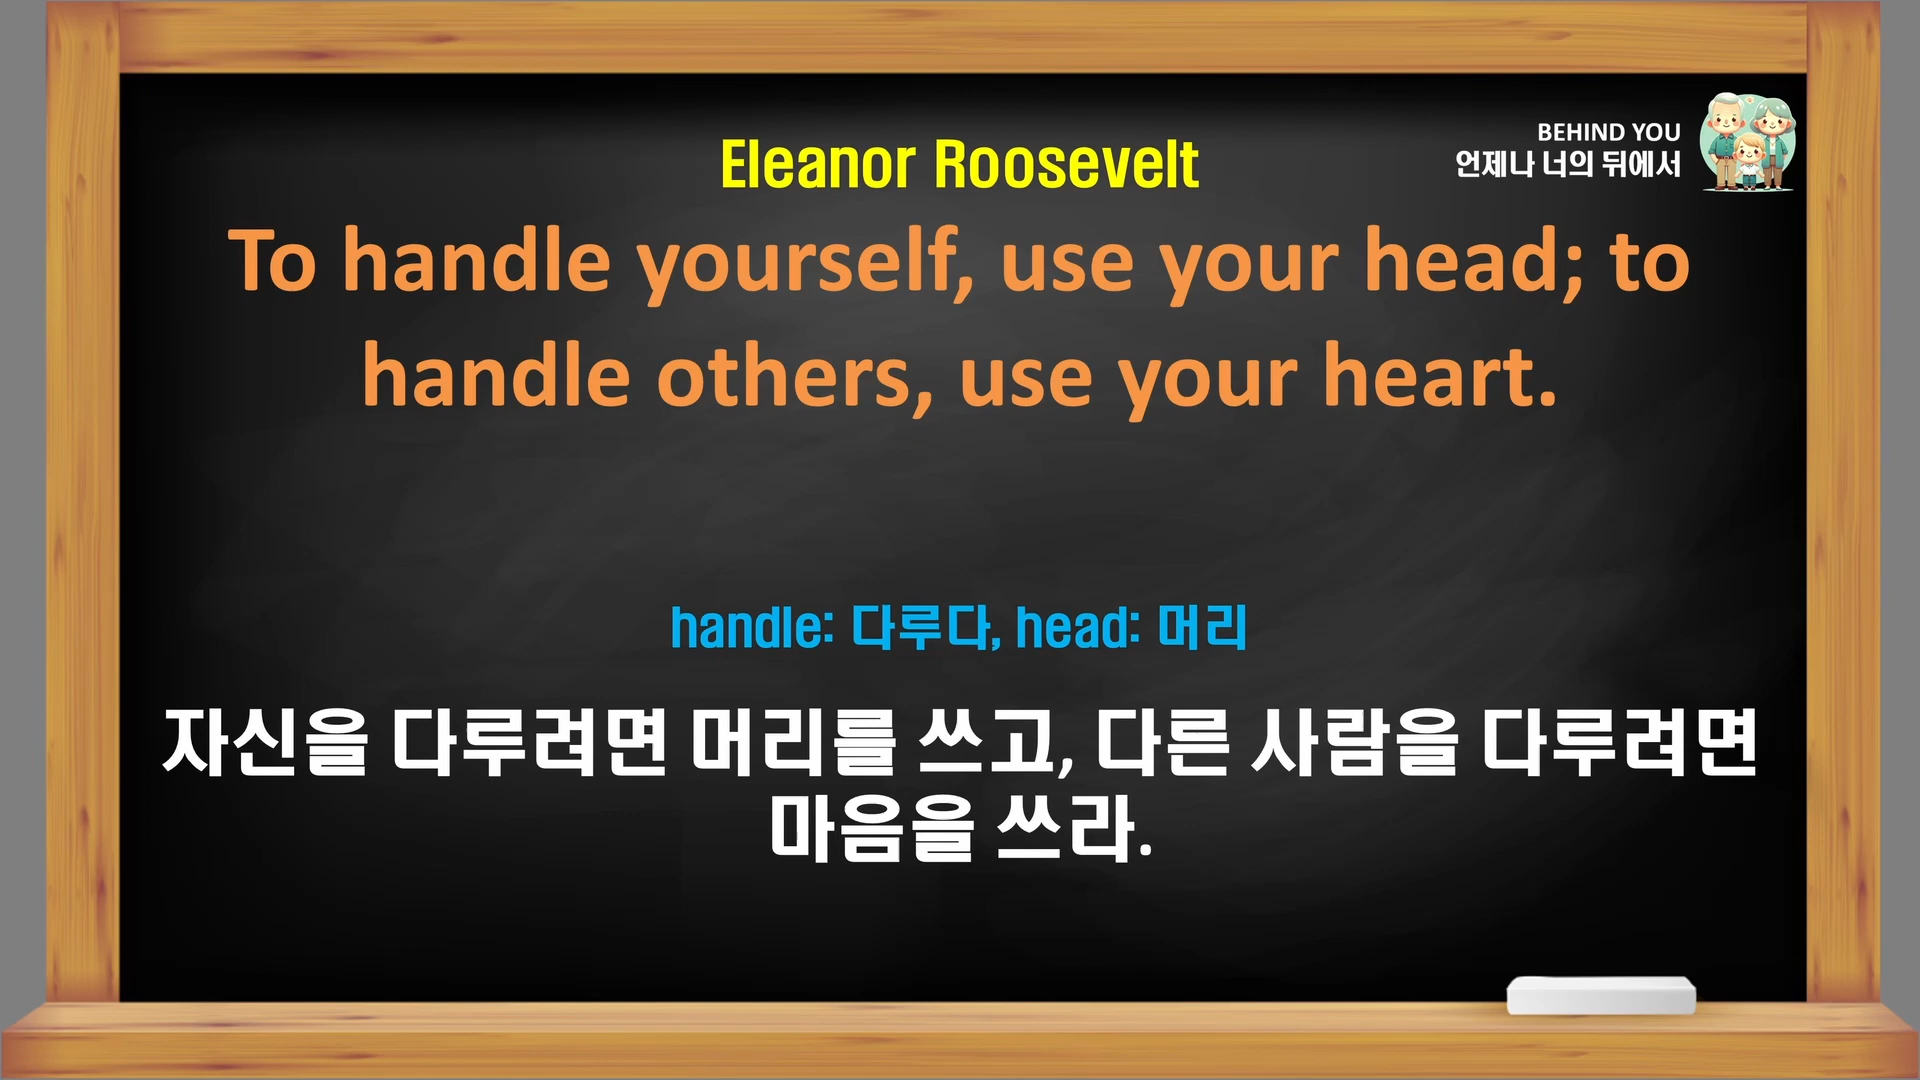 BEHIND YOU
언제나 너의 뒤에서
Eleanor Roosevelt
To handle yourself, use your head; to
handle others, use your heart.
handle: 다루다, head: 머리
자신을 다루려면 머리를 쓰고, 다른 사람을 다루려면
마음을 쓰라.